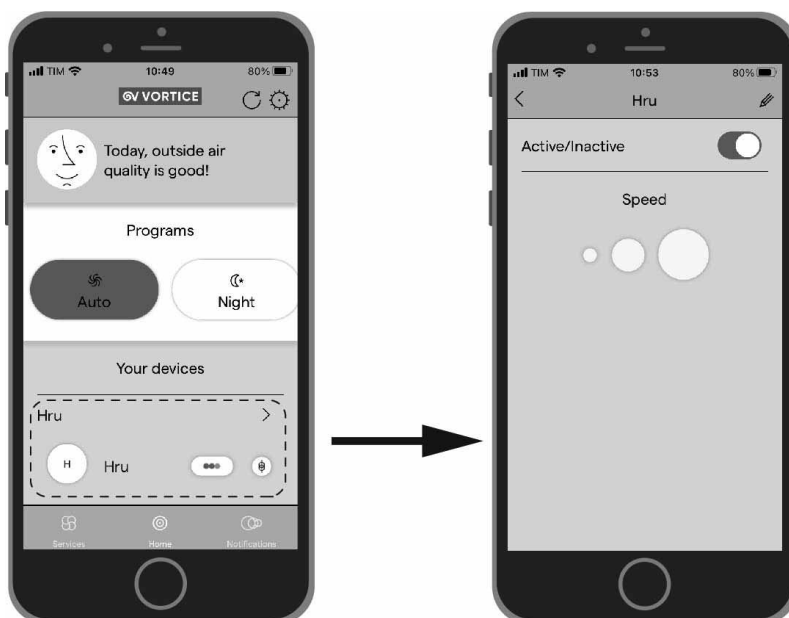 TIM 10:49 80%
VORTICE
Today, outside air
quality is good!
Programs
Auto Night
Your devices
Hru
H Hru
Services Home Notifications
TIM 10:53 80%
Hru
Active/Inactive
Speed